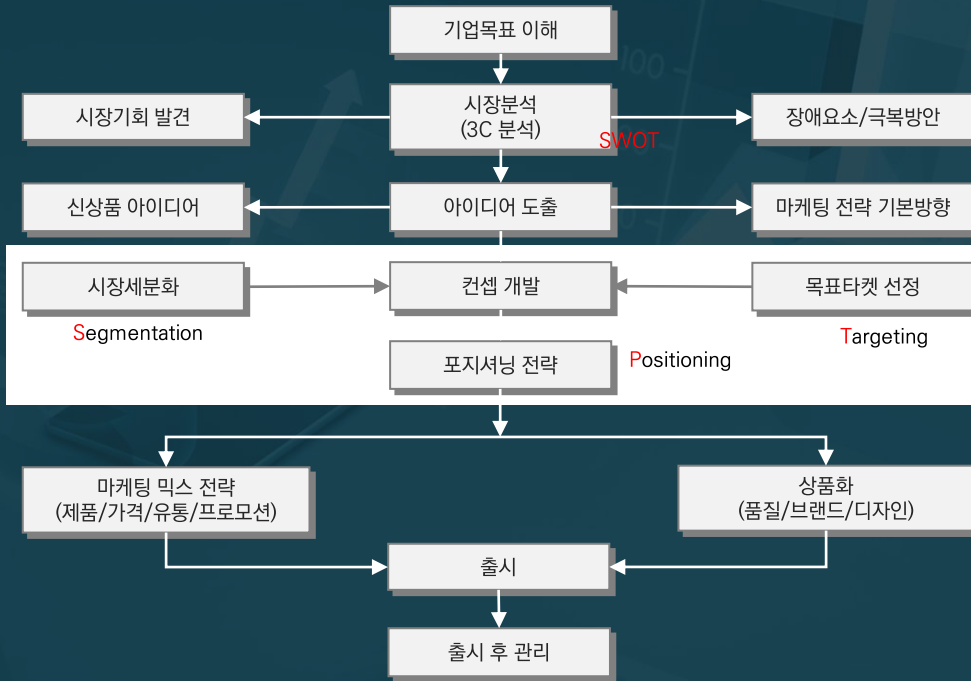 기업목표 이해
시장기회 발견
시장분석
(3C 분석)
SWOT
장애요소/극복방안
100
신상품 아이디어
아이디어 도출
마케팅 전략 기본방향
시장세분화
컨셉 개발
목표타켓 선정
Segmentation
Targeting
포지셔닝 전략
Positioning
마케팅 믹스 전략
(제품/가격/유통/프로모션)
상품화
(품질/브랜드/디자인)
출시
출시 후 관리